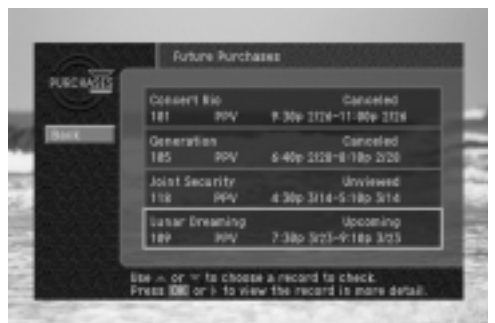 Future Purchases
PURCHASES
Concert Rio Canceled
101 PPV 9:30p 2/26-11:00p 2/26
Back
Generation Canceled
105 PPV 6:40p 2/28-8:10p 2/28
Joint Security Unviewed
118 PPV 4:30p 3/14-5:10p 3/14
Lunar Dreaming Upcoming
109 PPV 7:30p 3/23-9:10p 3/23
Use or to choose a record to check.
Press OK or to view the record in more detail.